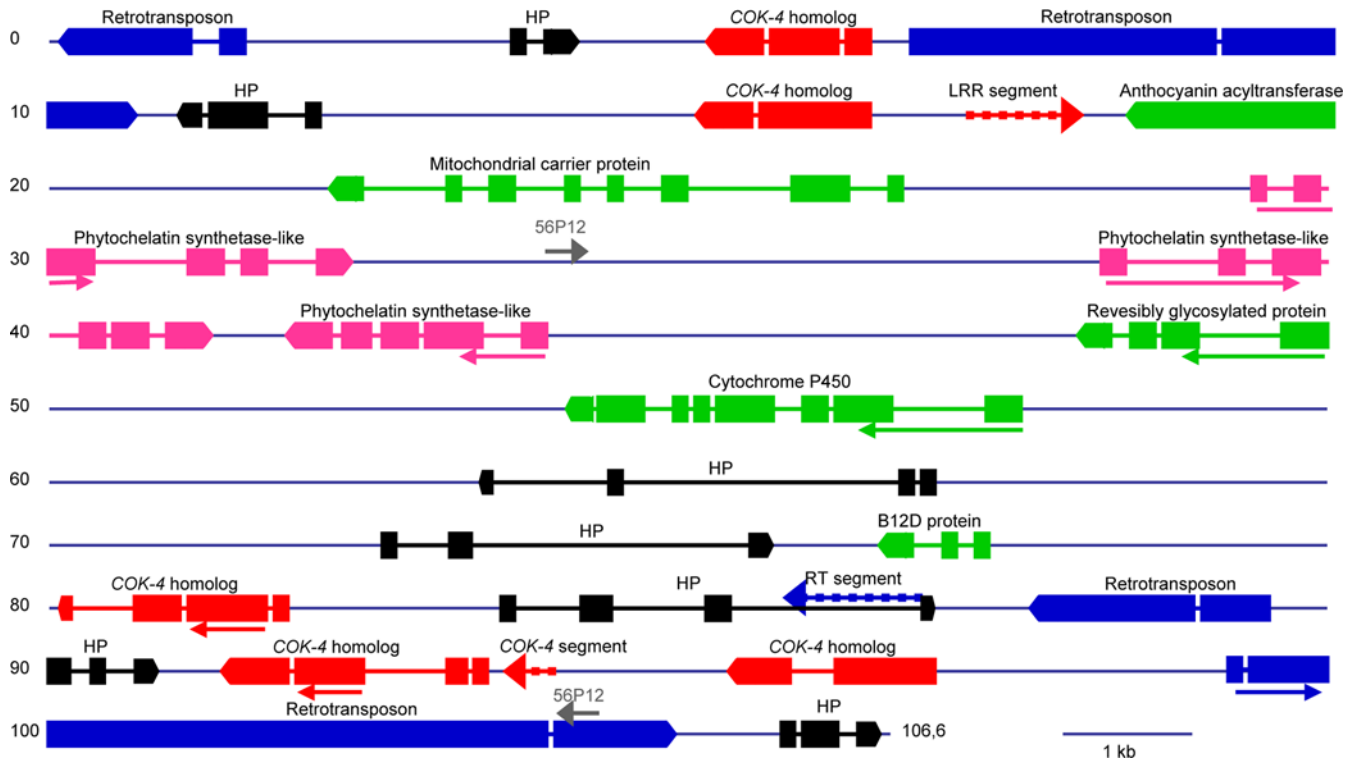 Retrotransposon HP COK-4 homolog Retrotransposon
0
HP COK-4 homolog LRR segment Anthocyanin acyltransferase
10
Mitochondrial carrier protein
20
56P12
Phytochelatin synthetase-like Phytochelatin synthetase-like
30
Phytochelatin synthetase-like Revesibly glycosylated protein
40
Cytochrome P450
50
HP
60
HP B12D protein
70
COK-4 homolog HP RT segment Retrotransposon
80
HP COK-4 homolog COK-4 segment COK-4 homolog
90
56P12
Retrotransposon HP
100 106,6
1 kb